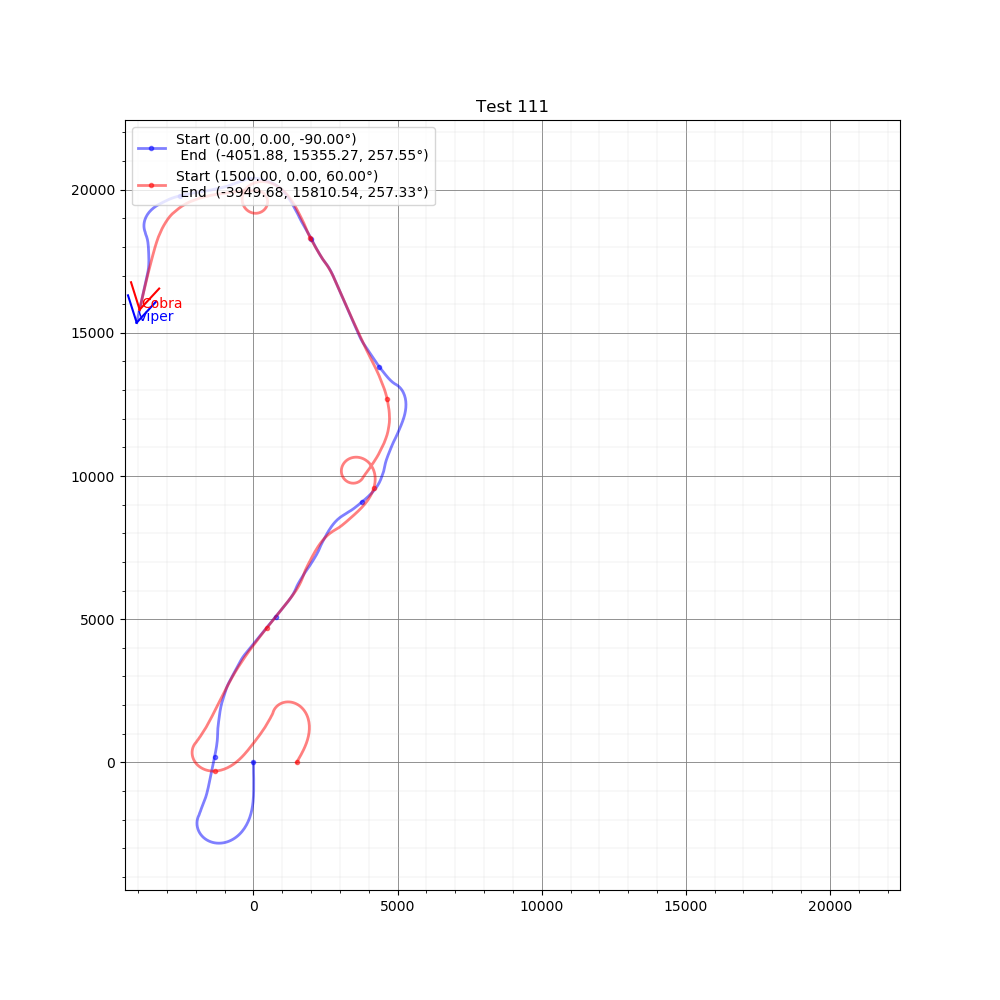 Test 111
Start (0.00, 0.00, -90.00°)
End (-4051.88, 15355.27, 257.55°)
Start (1500.00, 0.00, 60.00°)
End (-3949.68, 15810.54, 257.33°)
20000
Cobra
Viper
15000
10000
5000
0
0 5000 10000 15000 20000